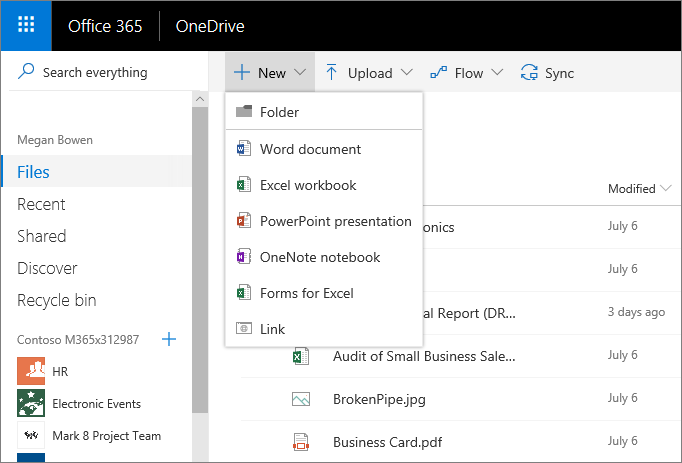 Office 365 OneDrive
Search everything
New Upload Flow Sync
Megan Bowen
Files
Recent
Shared
Discover
Recycle bin
Contoso M365x312987
HR
Electronic Events
Mark 8 Project Team
Folder
Word document
Excel workbook
PowerPoint presentation
OneNote notebook
Forms for Excel
Link
Modified
onics July 6
July 6
al Report (DR... 3 days ago
Audit of Small Business Sale... July 6
BrokenPipe.jpg July 6
Business Card.pdf July 6